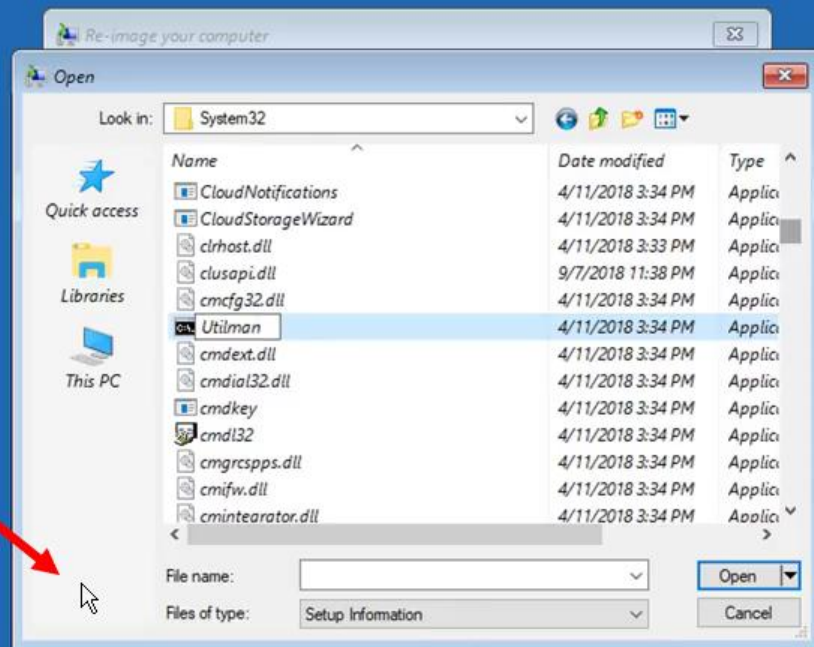 Re-image your computer
Open
Look in: System32
Name Date modified Type
Quick access
Libraries
This PC
CloudNotifications 4/11/2018 3:34 PM Applic
CloudStorageWizard 4/11/2018 3:34 PM Applic
clrhost.dll 4/11/2018 3:33 PM Applic
clusapi.dll 9/7/2018 11:38 PM Applic
cmcfg32.dll 4/11/2018 3:34 PM Applic
C:\. Utilman 4/11/2018 3:34 PM Applic
cmdext.dll 4/11/2018 3:34 PM Applic
cmdial32.dll 4/11/2018 3:34 PM Applic
cmdkey 4/11/2018 3:34 PM Applic
cmdl32 4/11/2018 3:34 PM Applic
cmgrcspps.dll 4/11/2018 3:34 PM Applic
cmifw.dll 4/11/2018 3:34 PM Applic
cmintegrator.dll 4/11/2018 3:34 PM Applic
File name: Open
Files of type: Setup Information Cancel